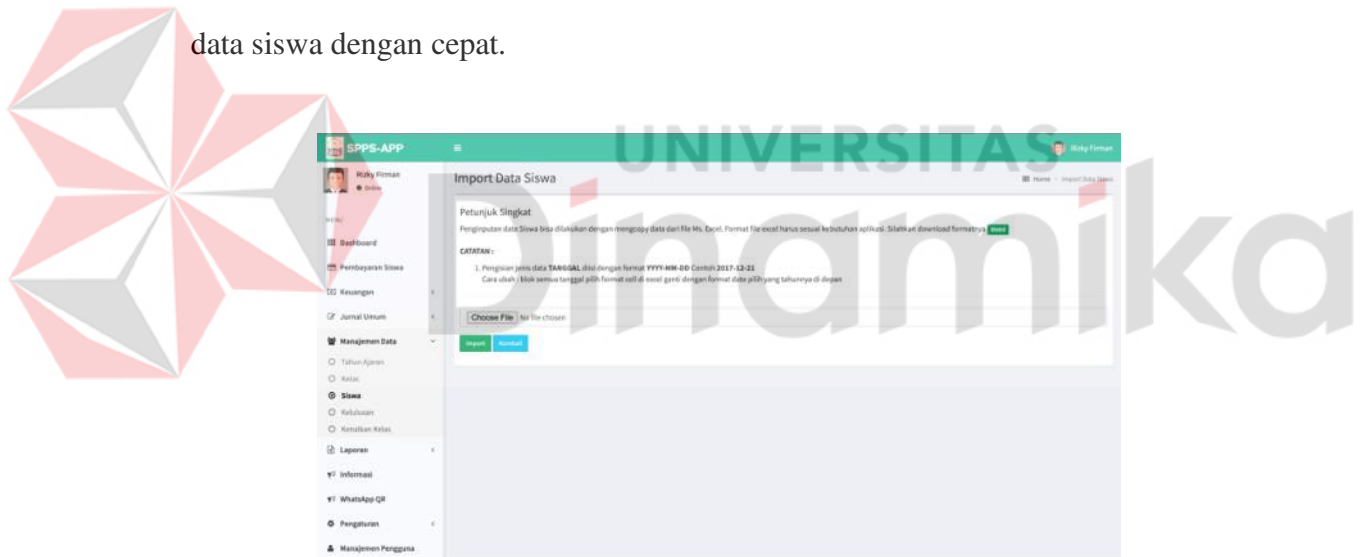 data siswa dengan cepat.
UNIVERSITAS
Dinamika
SPPS-APP
Rizky Firman
Rizky Firman
Online
MENU
Import Data Siswa
Home
Import Data Siswa
Dashboard
Pembayaran Siswa
Keuangan
Jurnal Umum
Manajemen Data
Tahun Ajaran
Kelas
Siswa
Kelulusan
Kenaikan Kelas
Laporan
Informasi
WhatsApp QR
Pengaturan
Manajemen Pengguna
Petunjuk Singkat
Penginputan data Siswa bisa dilakukan dengan mengcopy data dari file Ms. Excel. Format file excel harus sesuai kebutuhan aplikasi. Silahkan download formatnya
CATATAN :
1. Pengisian jenis data TANGGAL diisi dengan format YYYY-MM-DD Contoh 2017-12-21
Cara ubah : blok semua tanggal pilih format cell di excel ganti dengan format date pilih yang tahunnya di depan
Choose File No file chosen
Import Kembali